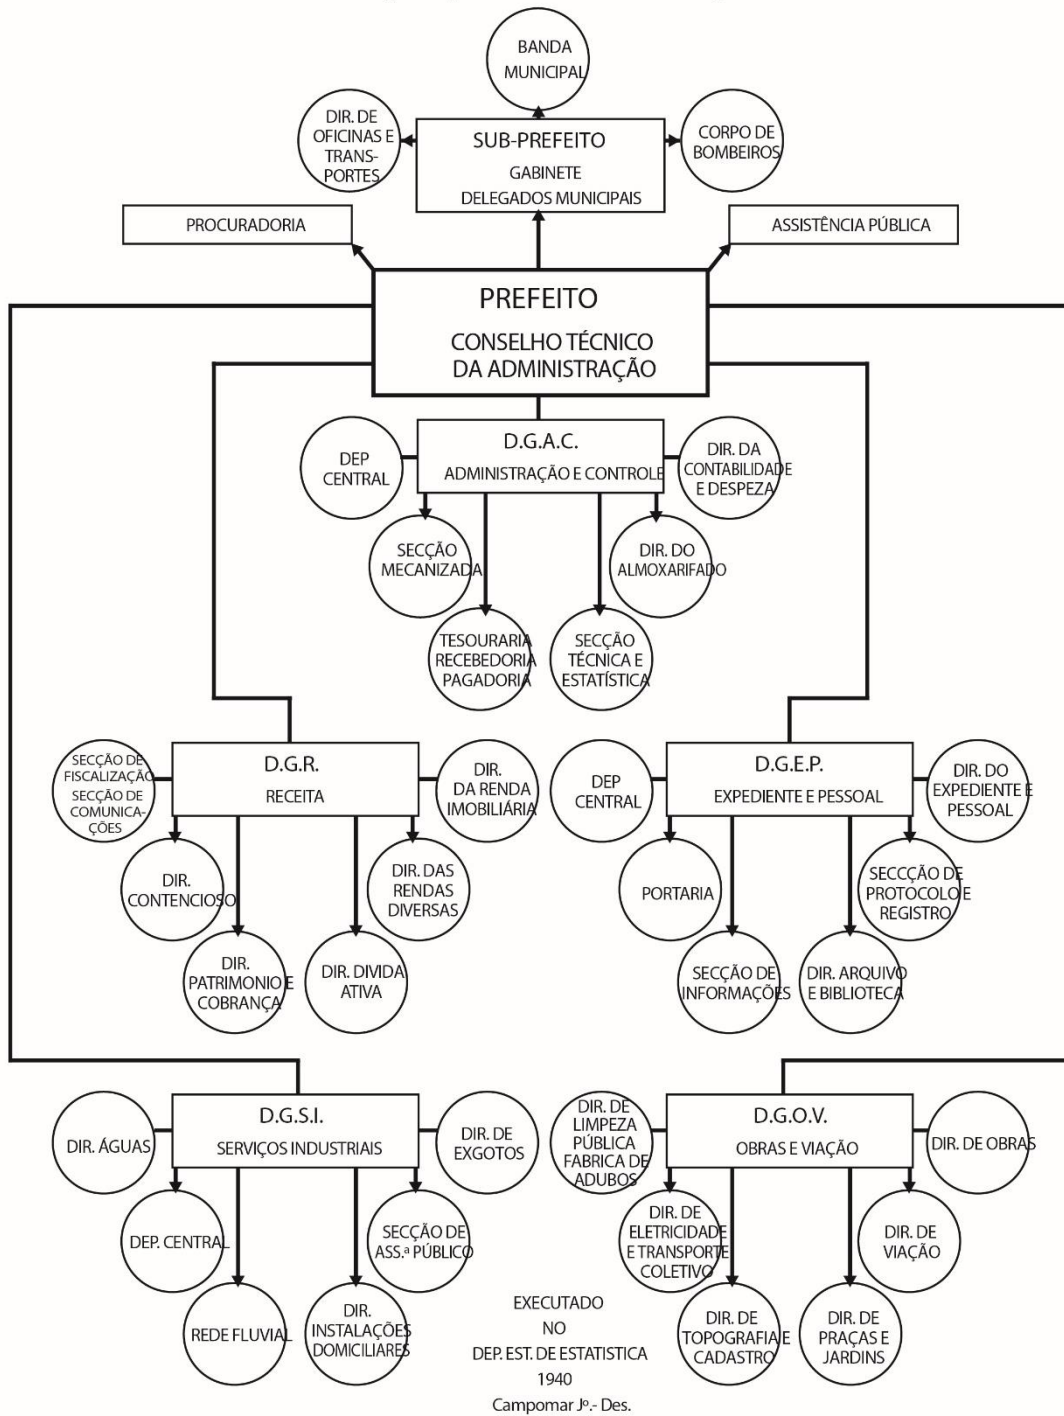 BANDA
MUNICIPAL
DIR. DE
OFICINAS E
TRANS-
PORTES
SUB-PREFEITO
GABINETE
DELEGADOS MUNICIPAIS
CORPO DE
BOMBEIROS
PROCURADORIA
ASSISTÊNCIA PÚBLICA
PREFEITO
CONSELHO TÉCNICO
DA ADMINISTRAÇÃO
DEP
CENTRAL
D.G.A.C.
ADMINISTRAÇÃO E CONTROLE
DIR. DA
CONTABILIDADE
E DESPEZA
SECÇÃO
MECANIZADA
DIR. DO
ALMOXARIFADO
TESOURARIA
RECEBEDORIA
PAGADORIA
SECÇÃO
TÉCNICA E
ESTATÍSTICA
SECÇÃO DE
FISCALIZAÇÃO
SECÇÃO DE
COMUNICA-
ÇÕES
D.G.R.
RECEITA
DIR.
DA RENDA
IMOBILIÁRIA
DIR.
CONTENCIOSO
DIR. DAS
RENDAS
DIVERSAS
DIR.
PATRIMONIO E
COBRANÇA
DIR. DIVIDA
ATIVA
DEP
CENTRAL
D.G.E.P.
EXPEDIENTE E PESSOAL
DIR. DO
EXPEDIENTE E
PESSOAL
PORTARIA
SECCÇÃO DE
PROTOCOLO E
REGISTRO
SECÇÃO DE
INFORMAÇÕES
DIR. ARQUIVO
E BIBLIOTECA
DIR. ÁGUAS
D.G.S.I.
SERVIÇOS INDUSTRIAIS
DIR. DE
EXGOTOS
DEP. CENTRAL
SECÇÃO DE
ASS.ª PÚBLICO
REDE FLUVIAL
DIR.
INSTALAÇÕES
DOMICILIARES
DIR. DE
LIMPEZA
PÚBLICA
FABRICA DE
ADUBOS
D.G.O.V.
OBRAS E VIAÇÃO
DIR. DE OBRAS
DIR. DE
ELETRICIDADE
E TRANSPORTE
COLETIVO
DIR. DE
VIAÇÃO
DIR. DE
TOPOGRAFIA E
CADASTRO
DIR. DE
PRAÇAS E
JARDINS
EXECUTADO
NO
DEP. EST. DE ESTATISTICA
1940
Campomar Jº.- Des.